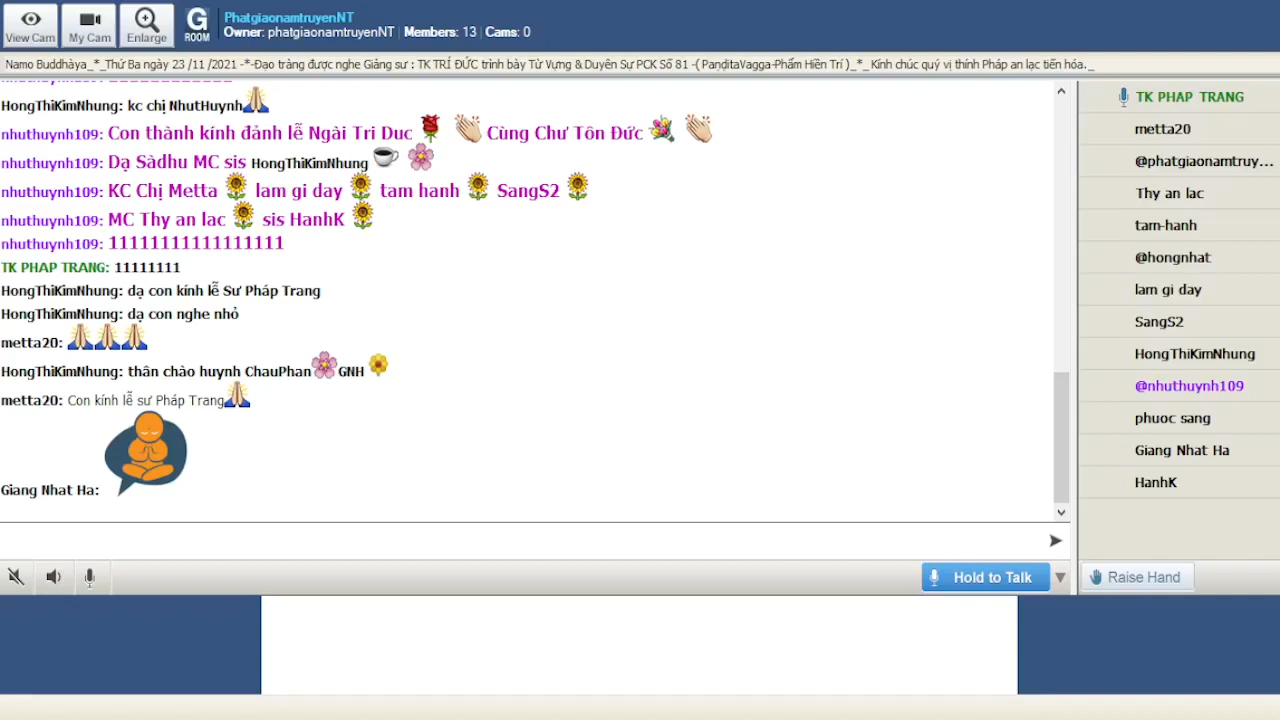 View Cam
My Cam
Enlarge
G ROOM
PhatgiaonamtruyenNT
Owner: phatgiaonamtruyenNT | Members: 13 | Cams: 0
Namo Buddhàya_*_Thứ Ba ngày 23 /11 /2021 -*-Đạo tràng được nghe Giảng sư : TK TRÍ ĐỨC trình bày Từ Vựng & Duyên Sự PCK Số 81 -( PaṇḍitaVagga-Phẩm Hiền Trí )_*_ Kính chúc quý vị thính Pháp an lạc tiến hóa._
HongThiKimNhung: kc chị NhutHuynh
nhuthuynh109: Con thành kính đảnh lễ Ngài Tri Duc Cùng Chư Tôn Đức
nhuthuynh109: Dạ Sàdhu MC sis HongThiKimNhung
nhuthuynh109: KC Chị Metta lam gi day tam hanh SangS2
nhuthuynh109: MC Thy an lac sis HanhK
nhuthuynh109: 11111111111111111
TK PHAP TRANG: 11111111
HongThiKimNhung: dạ con kính lễ Sư Pháp Trang
HongThiKimNhung: dạ con nghe nhỏ
metta20:
HongThiKimNhung: thân chào huynh ChauPhan GNH
metta20: Con kính lễ sư Pháp Trang
Giang Nhat Ha:
TK PHAP TRANG
metta20
@phatgiaonamtruy...
Thy an lac
tam-hanh
@hongnhat
lam gi day
SangS2
HongThiKimNhung
@nhuthuynh109
phuoc sang
Giang Nhat Ha
HanhK
Hold to Talk
Raise Hand